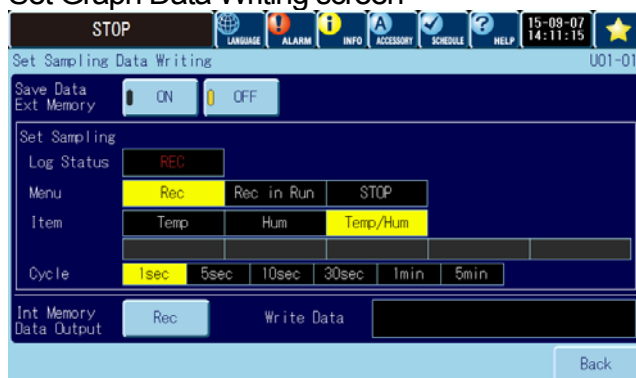 Set Graph Data Writing screen
STOP LANGUAGE ALARM INFO ACCESSORY SCHEDULE HELP 15-09-07
14:11:15
Set Sampling Data Writing U01-01
Save Data
Ext Memory ON OFF
Set Sampling
Log Status REC
Menu Rec Rec in Run STOP
Item Temp Hum Temp/Hum
Cycle 1sec 5sec 10sec 30sec 1min 5min
Int Memory
Data Output Rec Write Data
Back